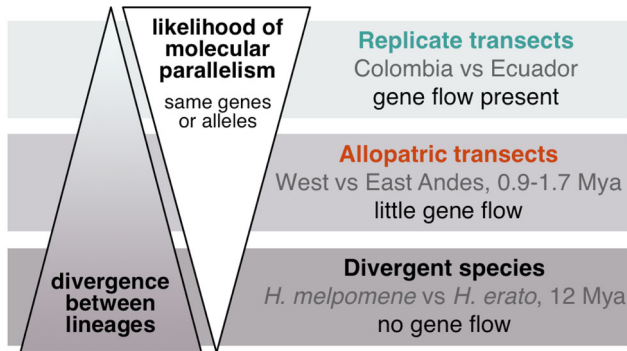 likelihood of
molecular
parallelism
same genes
or alleles
divergence
between
lineages
Replicate transects
Colombia vs Ecuador
gene flow present
Allopatric transects
West vs East Andes, 0.9-1.7 Mya
little gene flow
Divergent species
H. melpomene vs H. erato, 12 Mya
no gene flow